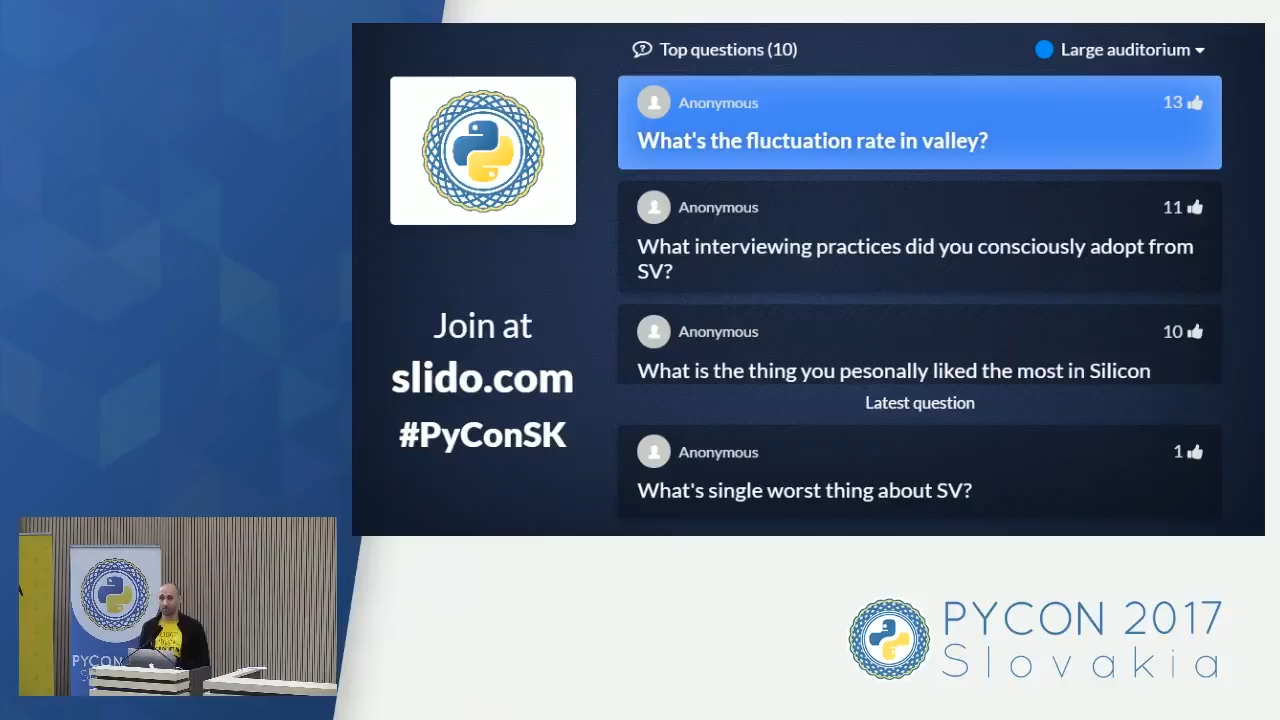 Top questions (10)
Large auditorium
Anonymous
13
What's the fluctuation rate in valley?
Anonymous
11
What interviewing practices did you consciously adopt from
SV?
Anonymous
10
What is the thing you pesonally liked the most in Silicon
Latest question
Anonymous
1
What's single worst thing about SV?
Join at
slido.com
#PyConSK
PYCON
PYCON 2017
Slovakia